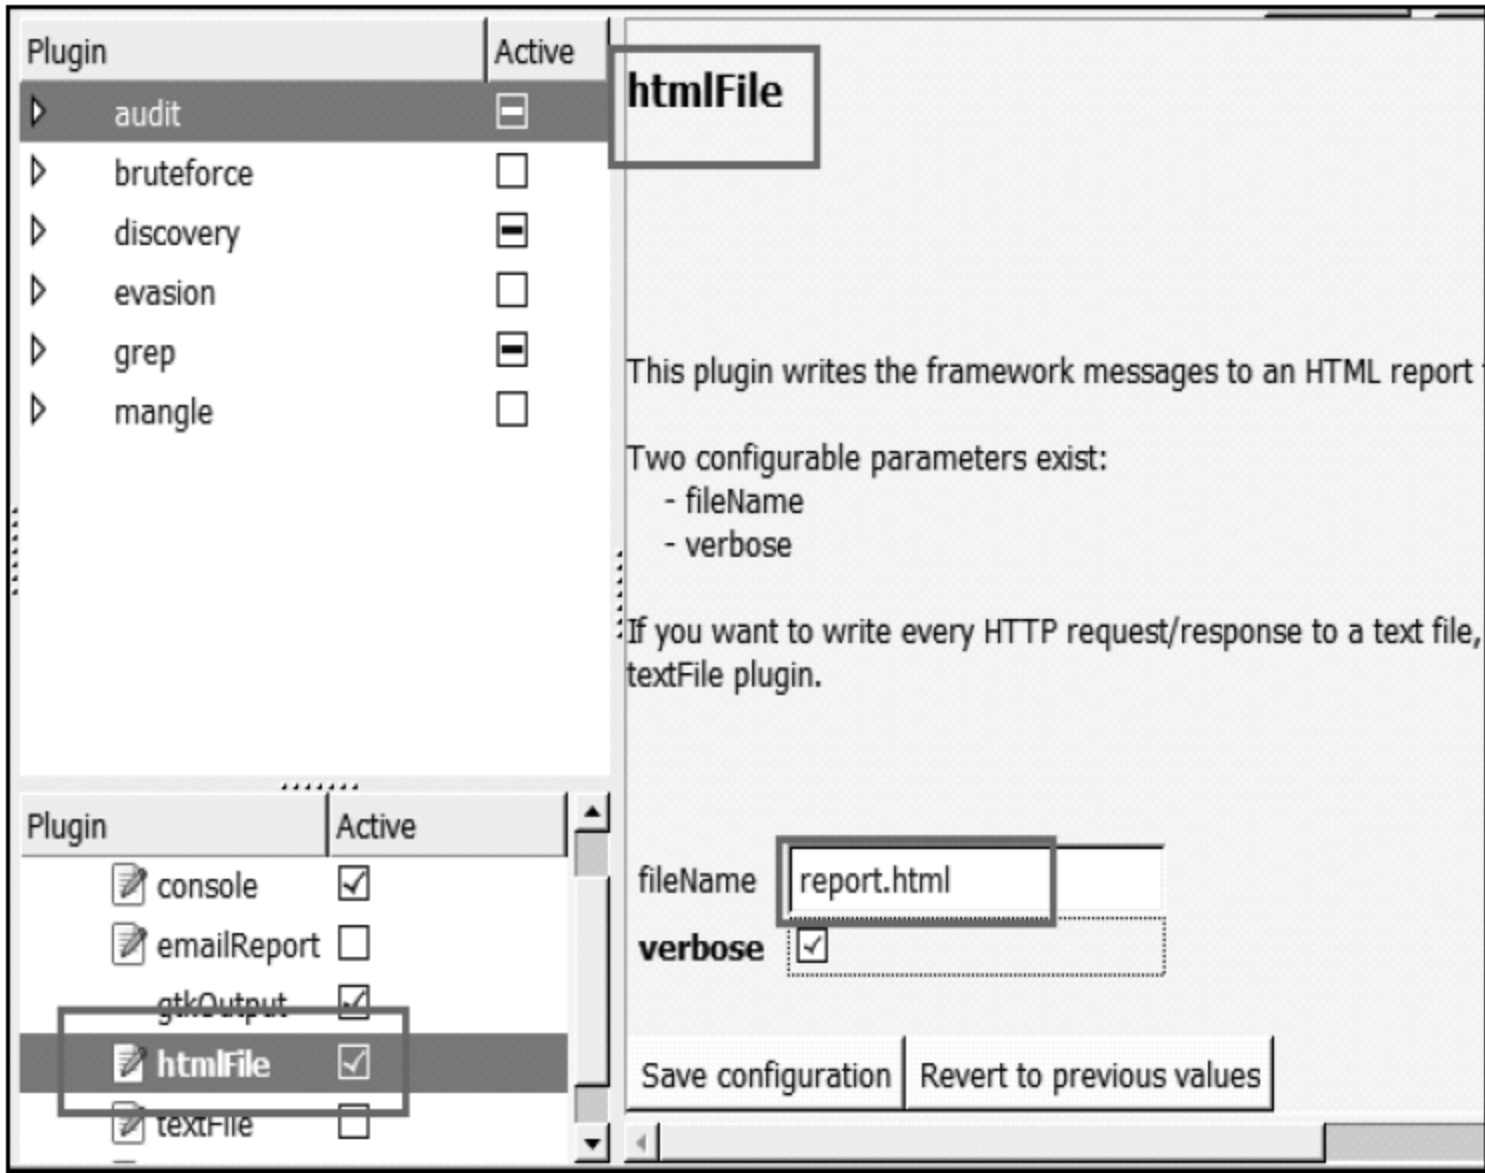 Plugin Active
audit
bruteforce
discovery
evasion
grep
mangle
Plugin Active
console
emailReport
gtkOutput
htmlFile
textFile
htmlFile
This plugin writes the framework messages to an HTML report
Two configurable parameters exist:
- fileName
- verbose
If you want to write every HTTP request/response to a text file,
textFile plugin.
fileName report.html
verbose
Save configuration Revert to previous values